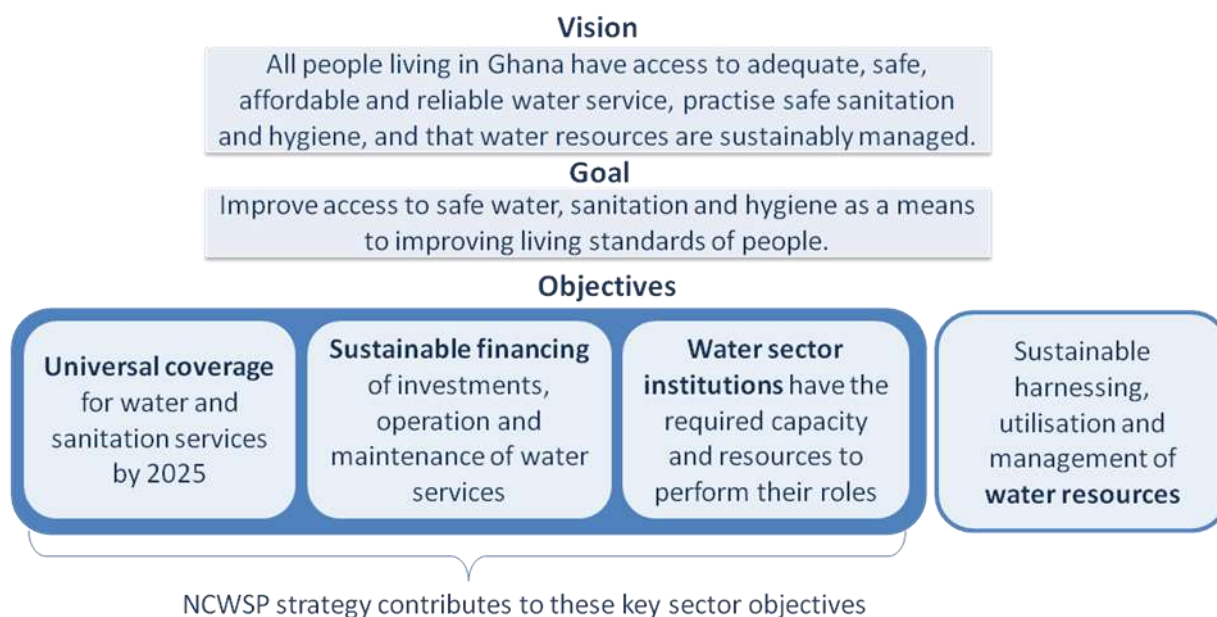 Vision
All people living in Ghana have access to adequate, safe,
affordable and reliable water service, practise safe sanitation
and hygiene, and that water resources are sustainably managed.
Goal
Improve access to safe water, sanitation and hygiene as a means
to improving living standards of people.
Objectives
Universal coverage
for water and
sanitation services
by 2025
Sustainable financing
of investments,
operation and
maintenance of water
services
Water sector
institutions have the
required capacity
and resources to
perform their roles
Sustainable
harnessing,
utilisation and
management of
water resources
NCWSP strategy contributes to these key sector objectives